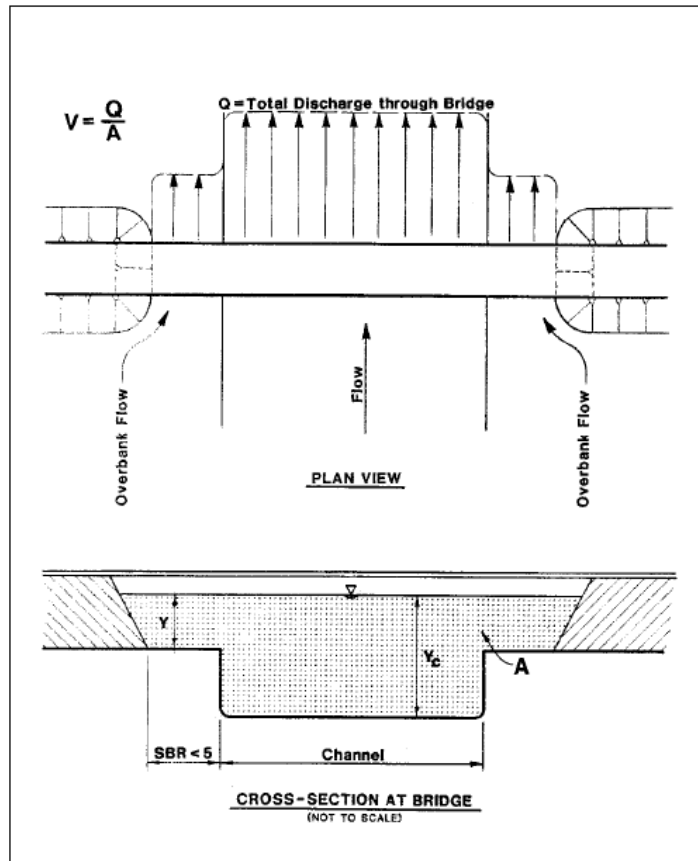 Q = Total Discharge through Bridge
V = Q/A
Overbank Flow
Flow
Overbank Flow
PLAN VIEW
Y
Yc
A
SBR < 5
Channel
CROSS-SECTION AT BRIDGE
(NOT TO SCALE)